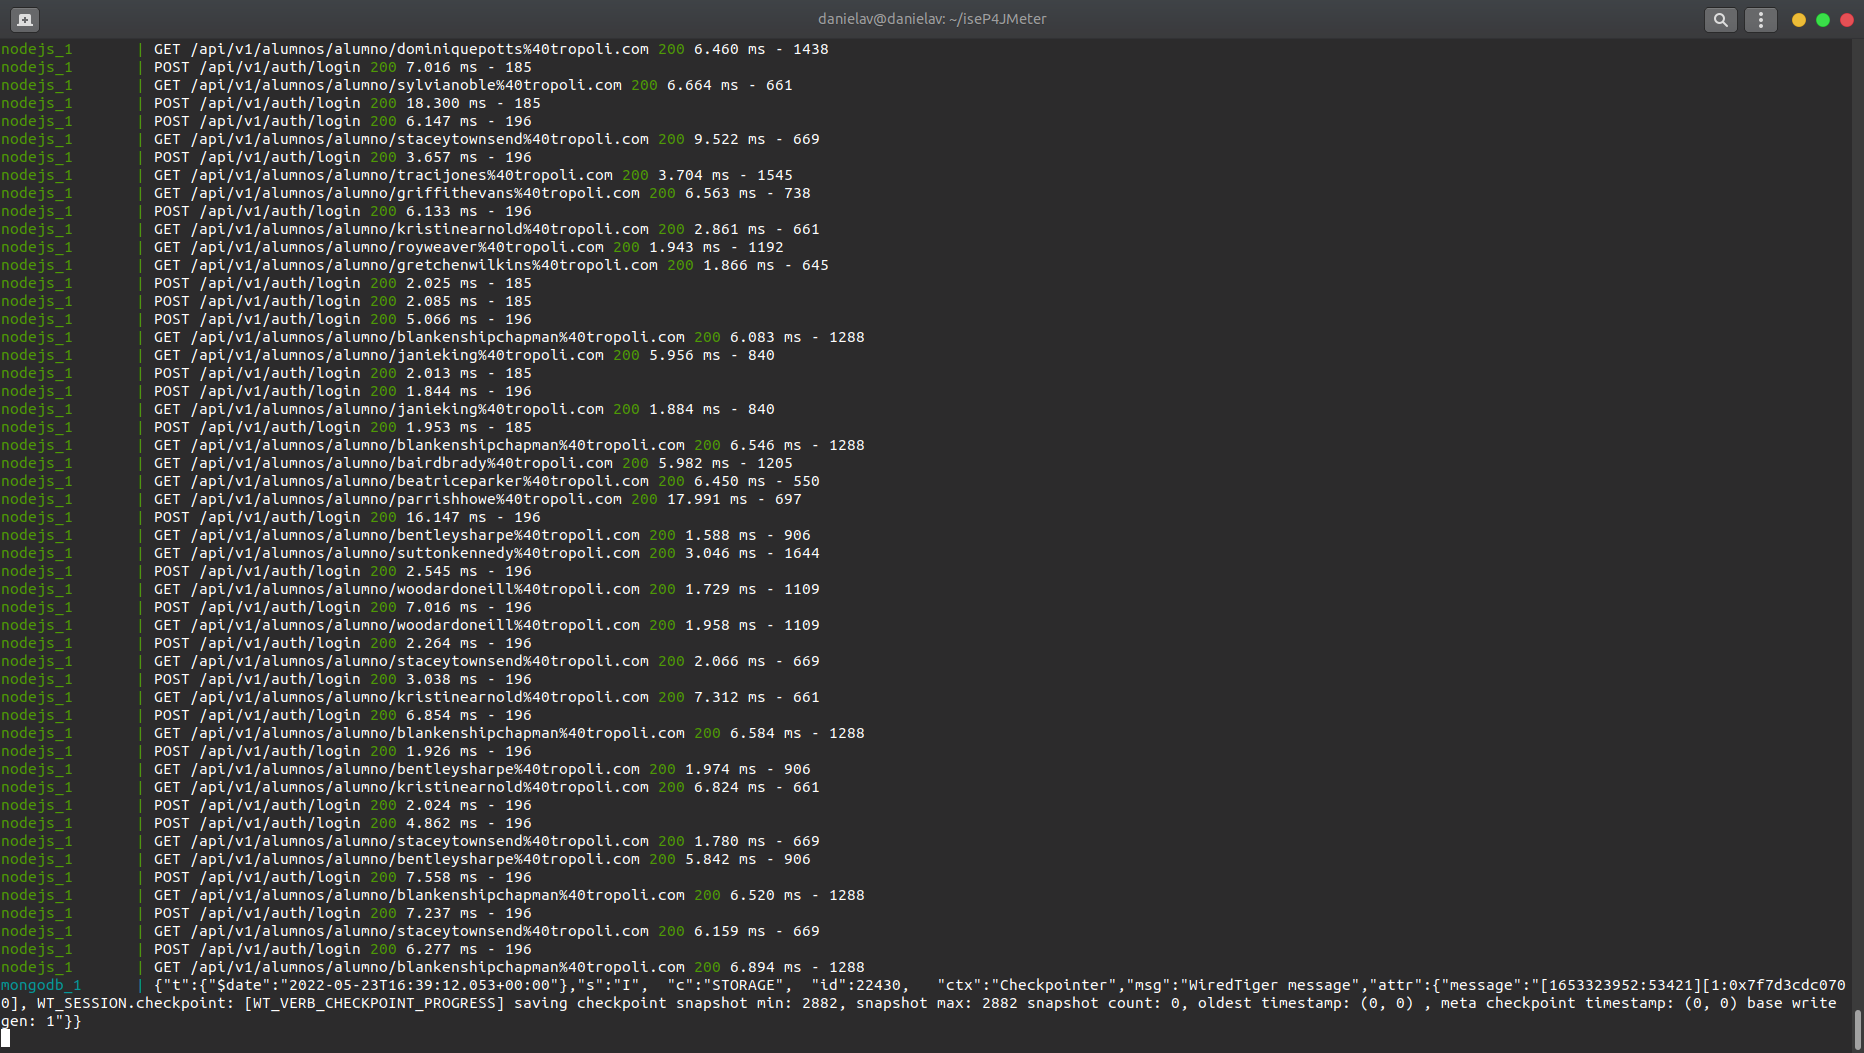 danielav@danielav: ~/iseP4JMeter
nodejs_1 | GET /api/v1/alumnos/alumno/dominiquepotts%40tropoli.com 200 6.460 ms - 1438
nodejs_1 | POST /api/v1/auth/login 200 7.016 ms - 185
nodejs_1 | GET /api/v1/alumnos/alumno/sylvianoble%40tropoli.com 200 6.664 ms - 661
nodejs_1 | POST /api/v1/auth/login 200 18.300 ms - 185
nodejs_1 | POST /api/v1/auth/login 200 6.147 ms - 196
nodejs_1 | GET /api/v1/alumnos/alumno/staceytownsend%40tropoli.com 200 9.522 ms - 669
nodejs_1 | POST /api/v1/auth/login 200 3.657 ms - 196
nodejs_1 | GET /api/v1/alumnos/alumno/tracijones%40tropoli.com 200 3.704 ms - 1545
nodejs_1 | GET /api/v1/alumnos/alumno/griffithevans%40tropoli.com 200 6.563 ms - 738
nodejs_1 | POST /api/v1/auth/login 200 6.133 ms - 196
nodejs_1 | GET /api/v1/alumnos/alumno/kristinearnold%40tropoli.com 200 2.861 ms - 661
nodejs_1 | GET /api/v1/alumnos/alumno/royweaver%40tropoli.com 200 1.943 ms - 1192
nodejs_1 | GET /api/v1/alumnos/alumno/gretchenwilkins%40tropoli.com 200 1.866 ms - 645
nodejs_1 | POST /api/v1/auth/login 200 2.025 ms - 185
nodejs_1 | POST /api/v1/auth/login 200 2.085 ms - 185
nodejs_1 | POST /api/v1/auth/login 200 5.066 ms - 196
nodejs_1 | GET /api/v1/alumnos/alumno/blankenshipchapman%40tropoli.com 200 6.083 ms - 1288
nodejs_1 | GET /api/v1/alumnos/alumno/janieking%40tropoli.com 200 5.956 ms - 840
nodejs_1 | POST /api/v1/auth/login 200 2.013 ms - 185
nodejs_1 | POST /api/v1/auth/login 200 1.844 ms - 196
nodejs_1 | GET /api/v1/alumnos/alumno/janieking%40tropoli.com 200 1.884 ms - 840
nodejs_1 | POST /api/v1/auth/login 200 1.953 ms - 185
nodejs_1 | GET /api/v1/alumnos/alumno/blankenshipchapman%40tropoli.com 200 6.546 ms - 1288
nodejs_1 | GET /api/v1/alumnos/alumno/bairdbrady%40tropoli.com 200 5.982 ms - 1205
nodejs_1 | GET /api/v1/alumnos/alumno/beatriceparker%40tropoli.com 200 6.450 ms - 550
nodejs_1 | GET /api/v1/alumnos/alumno/parrishhowe%40tropoli.com 200 17.991 ms - 697
nodejs_1 | POST /api/v1/auth/login 200 16.147 ms - 196
nodejs_1 | GET /api/v1/alumnos/alumno/bentleysharpe%40tropoli.com 200 1.588 ms - 906
nodejs_1 | GET /api/v1/alumnos/alumno/suttonkennedy%40tropoli.com 200 3.046 ms - 1644
nodejs_1 | POST /api/v1/auth/login 200 2.545 ms - 196
nodejs_1 | GET /api/v1/alumnos/alumno/woodardoneill%40tropoli.com 200 1.729 ms - 1109
nodejs_1 | POST /api/v1/auth/login 200 7.016 ms - 196
nodejs_1 | GET /api/v1/alumnos/alumno/woodardoneill%40tropoli.com 200 1.958 ms - 1109
nodejs_1 | POST /api/v1/auth/login 200 2.264 ms - 196
nodejs_1 | GET /api/v1/alumnos/alumno/staceytownsend%40tropoli.com 200 2.066 ms - 669
nodejs_1 | POST /api/v1/auth/login 200 3.038 ms - 196
nodejs_1 | GET /api/v1/alumnos/alumno/kristinearnold%40tropoli.com 200 7.312 ms - 661
nodejs_1 | POST /api/v1/auth/login 200 6.854 ms - 196
nodejs_1 | GET /api/v1/alumnos/alumno/blankenshipchapman%40tropoli.com 200 6.584 ms - 1288
nodejs_1 | POST /api/v1/auth/login 200 1.926 ms - 196
nodejs_1 | GET /api/v1/alumnos/alumno/bentleysharpe%40tropoli.com 200 1.974 ms - 906
nodejs_1 | GET /api/v1/alumnos/alumno/kristinearnold%40tropoli.com 200 6.824 ms - 661
nodejs_1 | POST /api/v1/auth/login 200 2.024 ms - 196
nodejs_1 | POST /api/v1/auth/login 200 4.862 ms - 196
nodejs_1 | GET /api/v1/alumnos/alumno/staceytownsend%40tropoli.com 200 1.780 ms - 669
nodejs_1 | GET /api/v1/alumnos/alumno/bentleysharpe%40tropoli.com 200 5.842 ms - 906
nodejs_1 | POST /api/v1/auth/login 200 7.558 ms - 196
nodejs_1 | GET /api/v1/alumnos/alumno/blankenshipchapman%40tropoli.com 200 6.520 ms - 1288
nodejs_1 | POST /api/v1/auth/login 200 7.237 ms - 196
nodejs_1 | GET /api/v1/alumnos/alumno/staceytownsend%40tropoli.com 200 6.159 ms - 669
nodejs_1 | POST /api/v1/auth/login 200 6.277 ms - 196
nodejs_1 | GET /api/v1/alumnos/alumno/blankenshipchapman%40tropoli.com 200 6.894 ms - 1288
mongodb_1 | {"t":{"$date":"2022-05-23T16:39:12.053+00:00"},"s":"I", "c":"STORAGE", "id":22430, "ctx":"Checkpointer","msg":"WiredTiger message","attr":{"message":"[1653323952:53421][1:0x7f7d3cdc070
0], WT_SESSION.checkpoint: [WT_VERB_CHECKPOINT_PROGRESS] saving checkpoint snapshot min: 2882, snapshot max: 2882 snapshot count: 0, oldest timestamp: (0, 0) , meta checkpoint timestamp: (0, 0) base write
gen: 1"}}